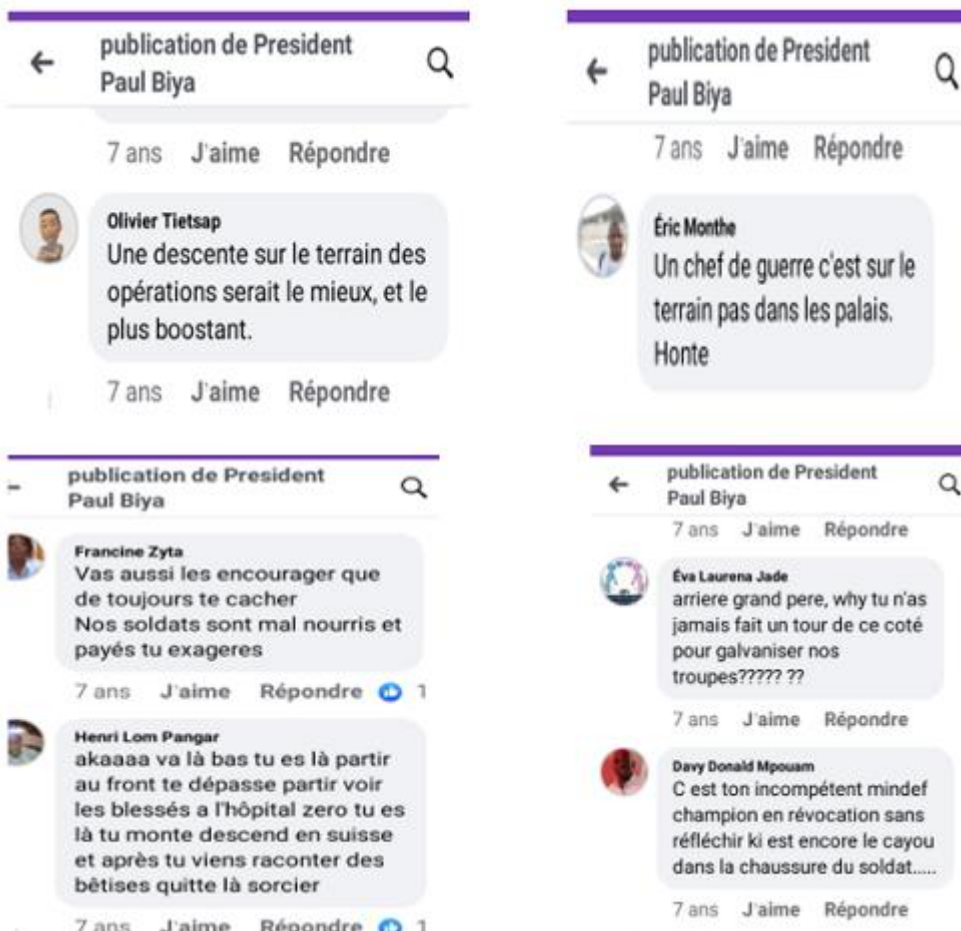 publication de President
Paul Biya
7 ans J'aime Répondre
Olivier Tietsap
Une descente sur le terrain des
opérations serait le mieux, et le
plus boostant.
7 ans J'aime Répondre
publication de President
Paul Biya
7 ans J'aime Répondre
Éric Monthe
Un chef de guerre c'est sur le
terrain pas dans les palais.
Honte
publication de President
Paul Biya
Francine Zyta
Vas aussi les encourager que
de toujours te cacher
Nos soldats sont mal nourris et
payés tu exageres
7 ans J'aime Répondre 1
Henri Lom Pangar
akaaaa va là bas tu es là partir
au front te dépasse partir voir
les blessés a l'hôpital zero tu es
là tu monte descend en suisse
et après tu viens raconter des
bêtises quitte là sorcier
7 ans J'aime Répondre 1
publication de President
Paul Biya
7 ans J'aime Répondre
Éva Laurena Jade
arriere grand pere, why tu n'as
jamais fait un tour de ce coté
pour galvaniser nos
troupes????? ??
7 ans J'aime Répondre
Davy Donald Mpouam
C est ton incompétent mindef
champion en révocation sans
réfléchir ki est encore le cayou
dans la chaussure du soldat.....
7 ans J'aime Répondre